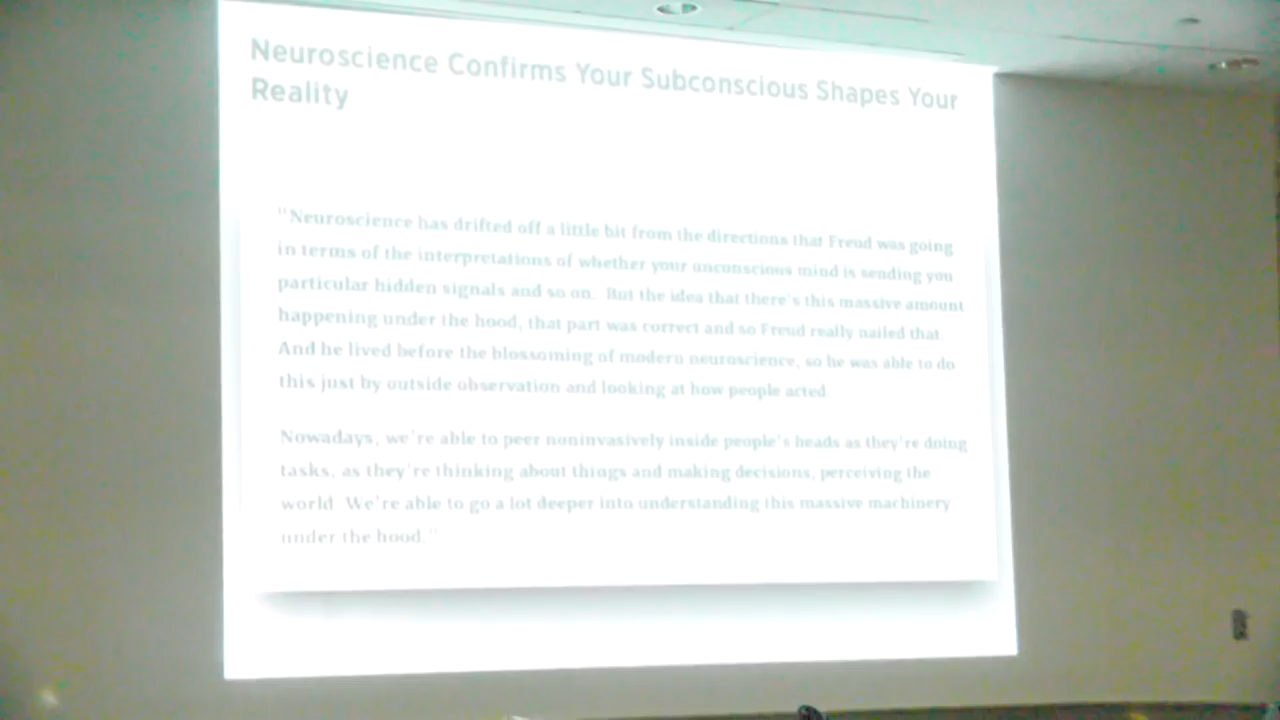 Neuroscience Confirms Your Subconscious Shapes Your
Reality
"Neuroscience has drifted off a little bit from the directions that Freud was going
in terms of the interpretations of whether your unconscious mind is sending you
particular hidden signals and so on. But the idea that there's this massive amount
happening under the hood, that part was correct and so Freud really nailed that.
And he lived before the blossoming of modern neuroscience, so he was able to do
this just by outside observation and looking at how people acted.
Nowadays, we're able to peer noninvasively inside people's heads as they're doing
tasks, as they're thinking about things and making decisions, perceiving the
world. We're able to go a lot deeper into understanding this massive machinery
under the hood."